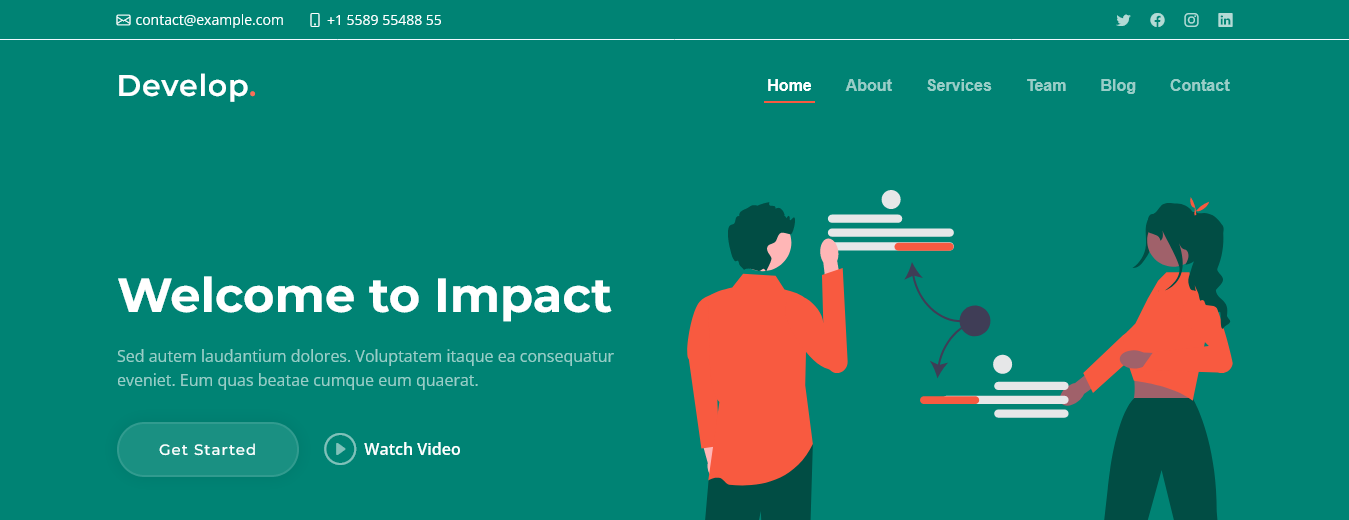 contact@example.com +1 5589 55488 55
Develop.
Home About Services Team Blog Contact
Welcome to Impact
Sed autem laudantium dolores. Voluptatem itaque ea consequatur
eveniet. Eum quas beatae cumque eum quaerat.
Get Started Watch Video